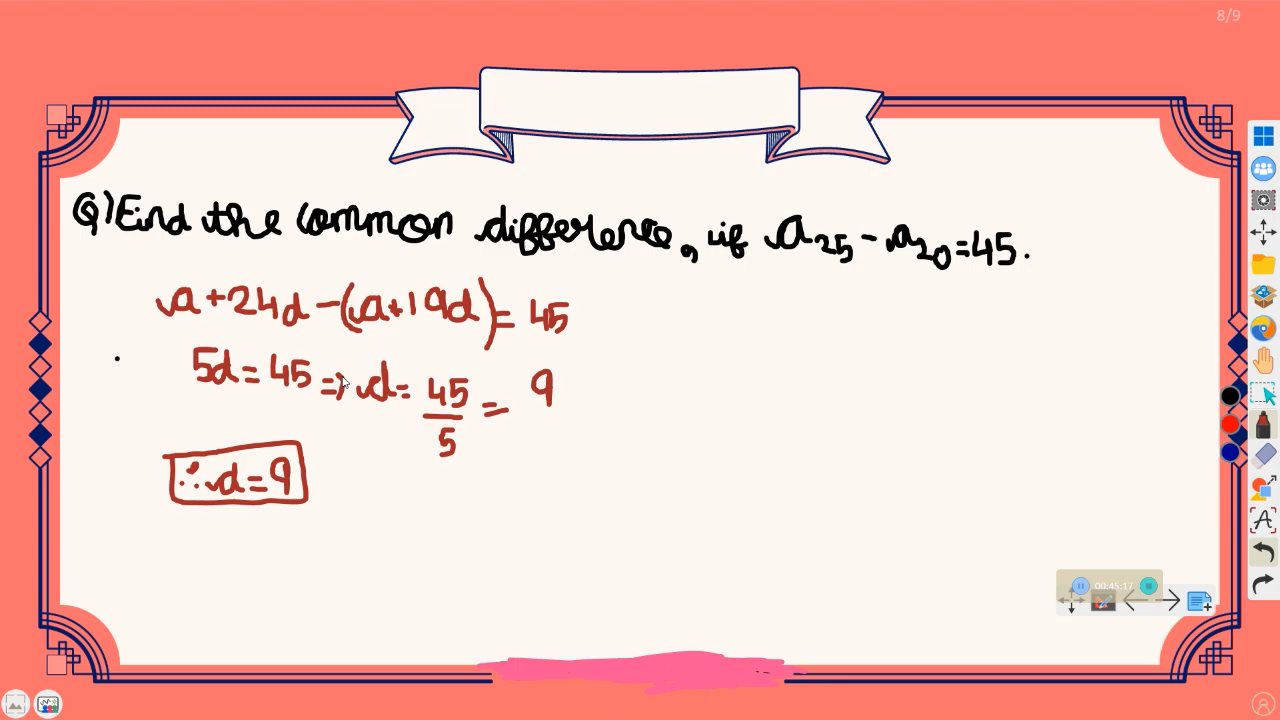 8/9
Q) Find the common difference, if a₂₅ - a₂₀ = 45.
a + 24d - (a + 19d) = 45
5d = 45 => d = 45/5 = 9
∴ d = 9
00:45:17